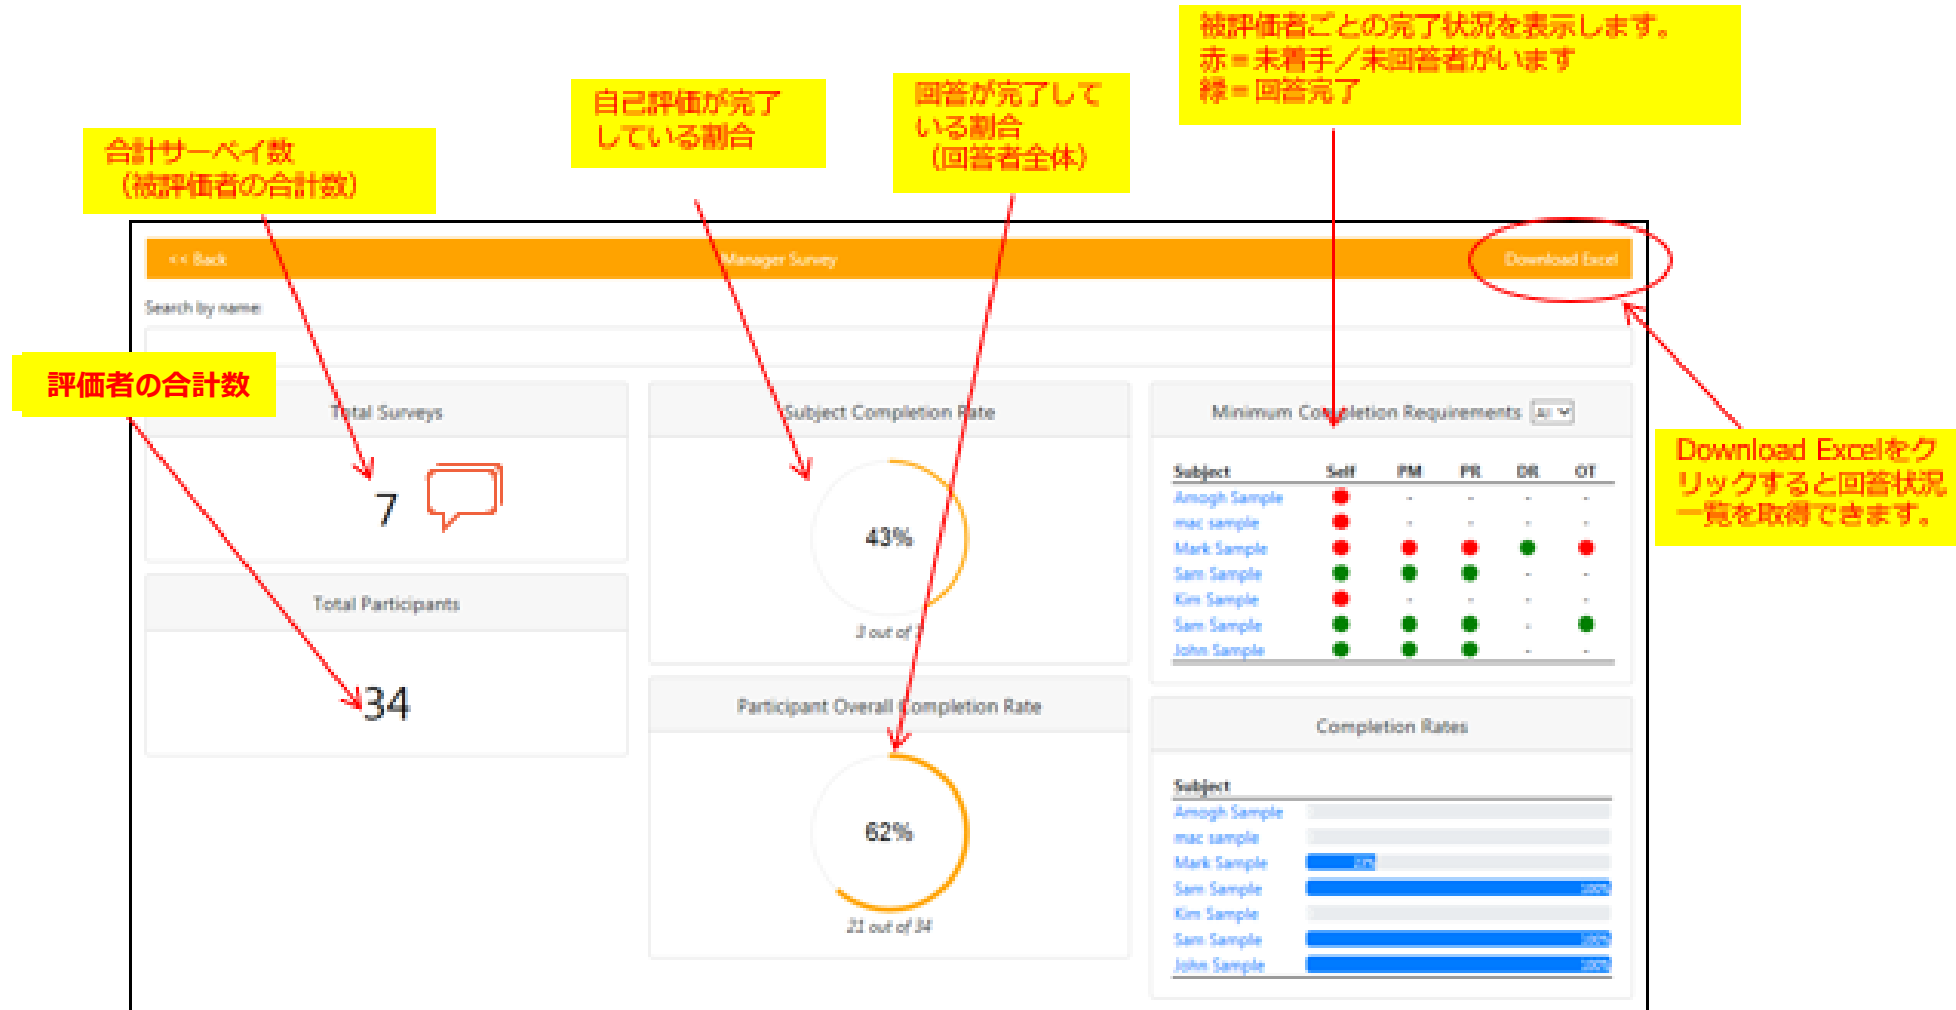 被評価者ごとの完了状況を表示します。
赤=未着手／未回答者がいます
緑=回答完了
自己評価が完了
している割合
回答が完了して
いる割合
（回答者全体）
合計サーベイ数
（被評価者の合計数）
<< Back
Manager Survey
Download Excel
Search by name:
評価者の合計数
Total Surveys
7
Total Participants
34
Subject Completion Rate
43%
3 out of 7
Participant Overall Completion Rate
62%
21 out of 34
Minimum Completion Requirements All
Subject Self PM PR DR OT
Amogh Sample - - - -
mac sample - - - -
Mark Sample
Sam Sample - -
Kim Sample - - - -
Sam Sample -
John Sample - -
Download Excelをク
リックすると回答状況
一覧を取得できます。
Completion Rates
Subject
Amogh Sample
mac sample
Mark Sample
Sam Sample 100%
Kim Sample
Sam Sample 100%
John Sample 100%